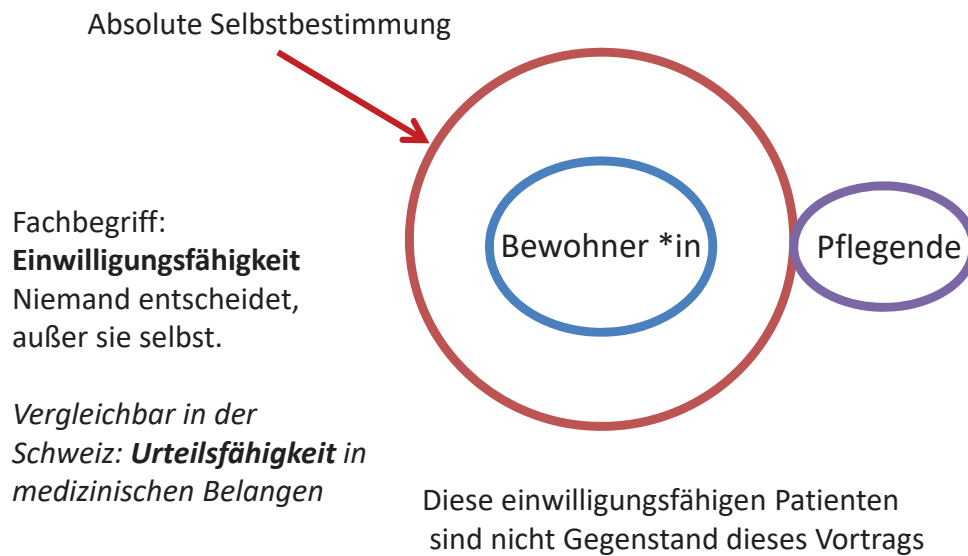 Absolute Selbstbestimmung
Fachbegriff:
Einwilligungsfähigkeit
Niemand entscheidet,
außer sie selbst.
Vergleichbar in der
Schweiz: Urteilsfähigkeit in
medizinischen Belangen
Bewohner *in
Pflegende
Diese einwilligungsfähigen Patienten
sind nicht Gegenstand dieses Vortrags